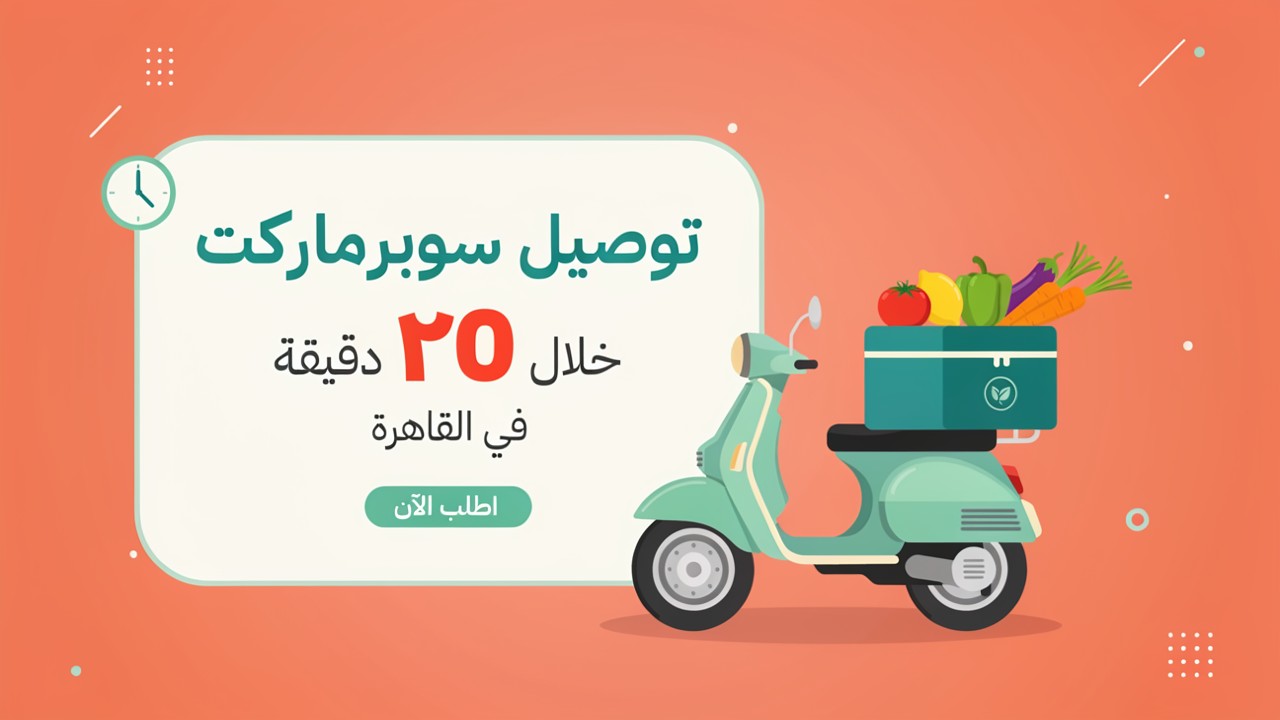 توصيل سوبرماركت
خلال ٢٥ دقيقة
في القاهرة
اطلب الآن